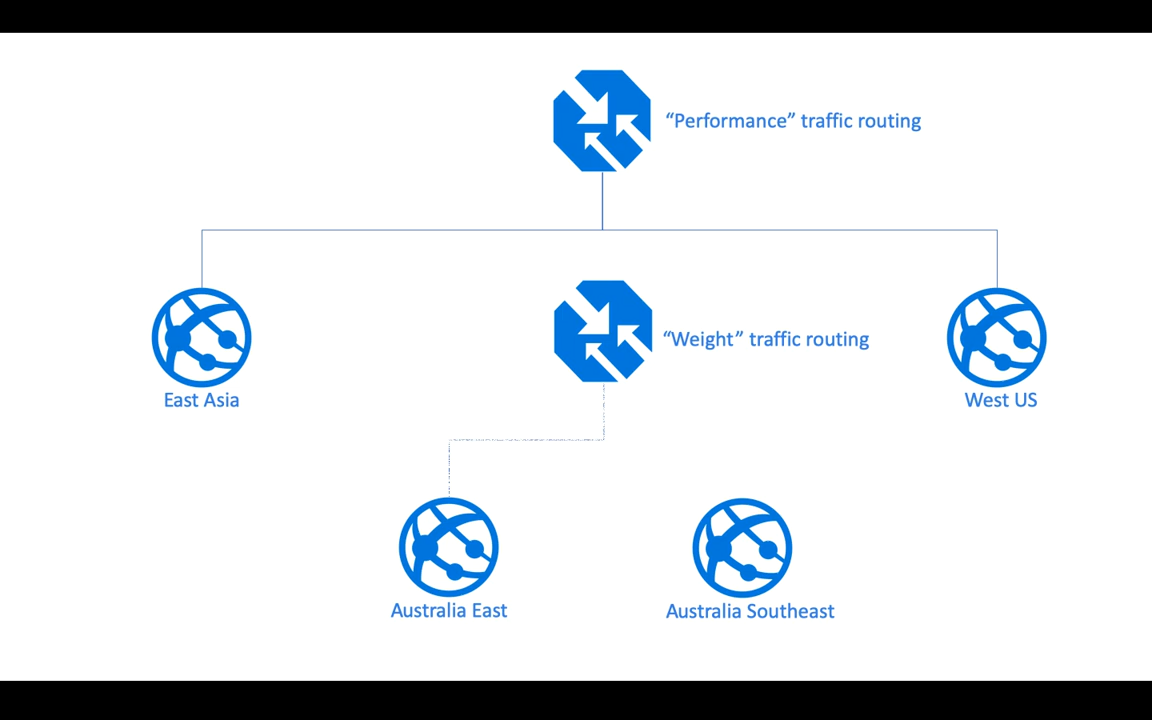 “Performance” traffic routing
“Weight” traffic routing
East Asia
West US
Australia East
Australia Southeast